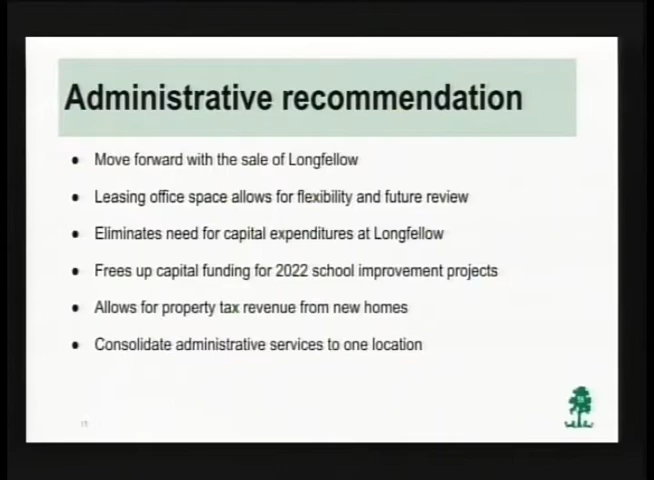 Administrative recommendation
• Move forward with the sale of Longfellow
• Leasing office space allows for flexibility and future review
• Eliminates need for capital expenditures at Longfellow
• Frees up capital funding for 2022 school improvement projects
• Allows for property tax revenue from new homes
• Consolidate administrative services to one location